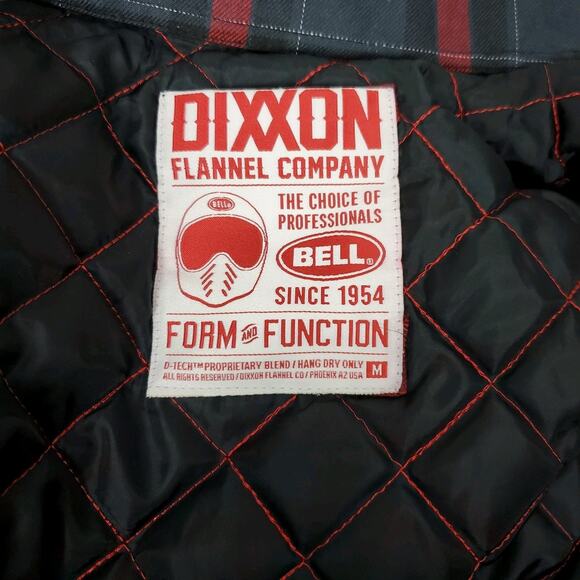 DIXXON
FLANNEL COMPANY
BELL
THE CHOICE OF
PROFESSIONALS
BELL®
SINCE 1954
FORM AND FUNCTION
D-TECH™ PROPRIETARY BLEND / HANG DRY ONLY
ALL RIGHTS RESERVED / DIXXON FLANNEL CO / PHOENIX AZ USA
M